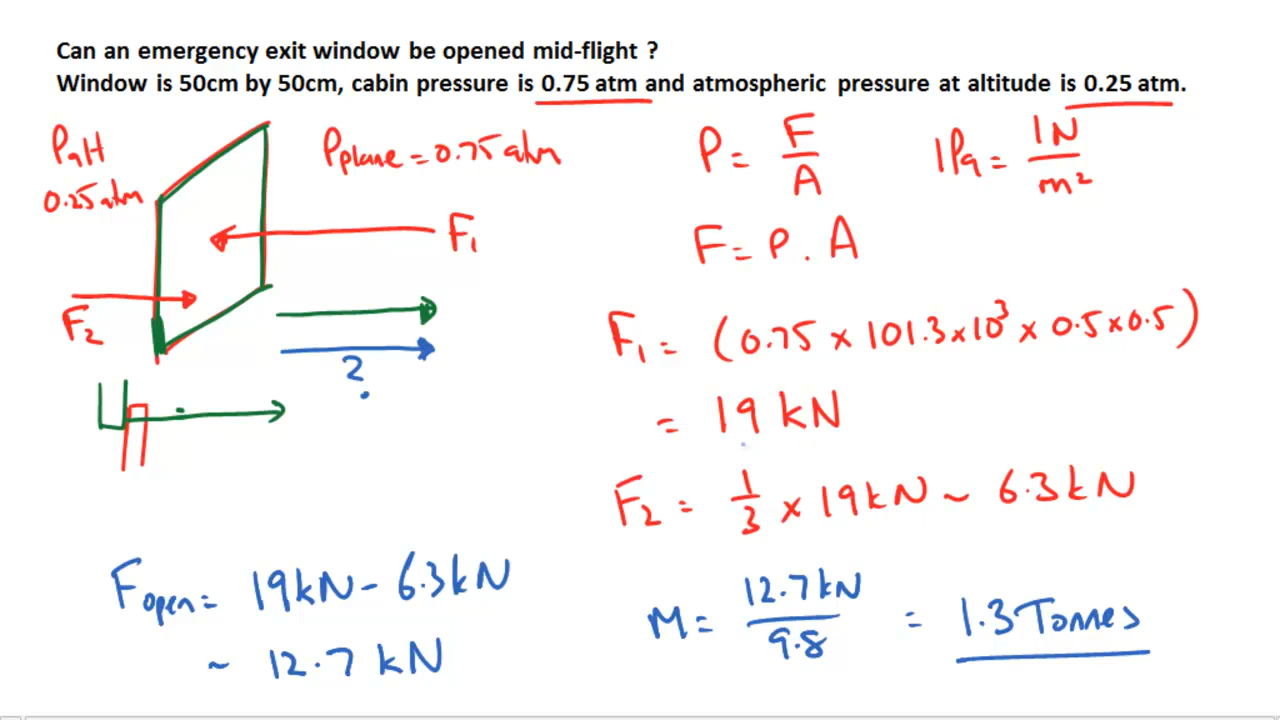 Can an emergency exit window be opened mid-flight ?
Window is 50cm by 50cm, cabin pressure is 0.75 atm and atmospheric pressure at altitude is 0.25 atm.
PaH
0.25 atm
Pplane = 0.75 atm
F₁
F₂
?
P = F/A
1Pa = 1N/m²
F = P . A
F₁ = (0.75 x 101.3x10³ x 0.5x0.5)
= 19 kN
F₂ = 1/3 x 19kN ~ 6.3kN
Fopen = 19kN - 6.3kN
~ 12.7 kN
M = 12.7kN/9.8 = 1.3 Tonnes